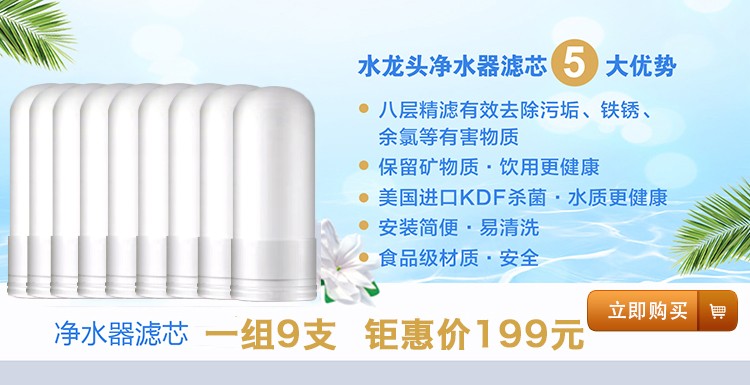 水龙头净水器滤芯5大优势
八层精滤有效去除污垢、铁锈、
余氯等有害物质
保留矿物质·饮用更健康
美国进口KDF杀菌·水质更健康
安装简便·易清洗
食品级材质·安全
立即购买
净水器滤芯 一组9支 钜惠价199元